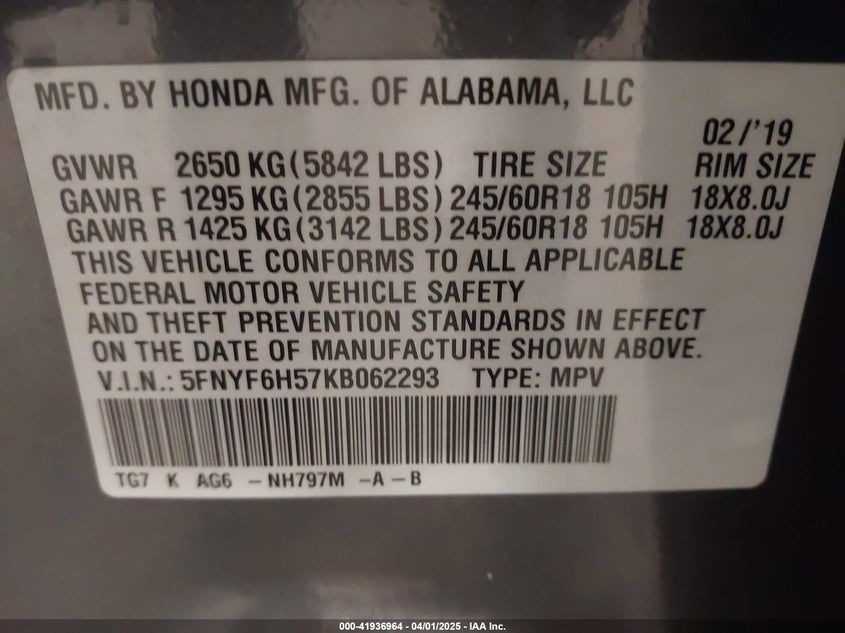 MFD. BY HONDA MFG. OF ALABAMA, LLC
02/'19
GVWR 2650 KG(5842 LBS) TIRE SIZE RIM SIZE
GAWR F 1295 KG(2855 LBS) 245/60R18 105H 18X8.0J
GAWR R 1425 KG(3142 LBS) 245/60R18 105H 18X8.0J
THIS VEHICLE CONFORMS TO ALL APPLICABLE
FEDERAL MOTOR VEHICLE SAFETY
AND THEFT PREVENTION STANDARDS IN EFFECT
ON THE DATE OF MANUFACTURE SHOWN ABOVE.
V.I.N.: 5FNYF6H57KB062293 TYPE: MPV
TG7 K AG6 -NH797M -A-B
000-41936964 - 04/01/2025 - IAA Inc.